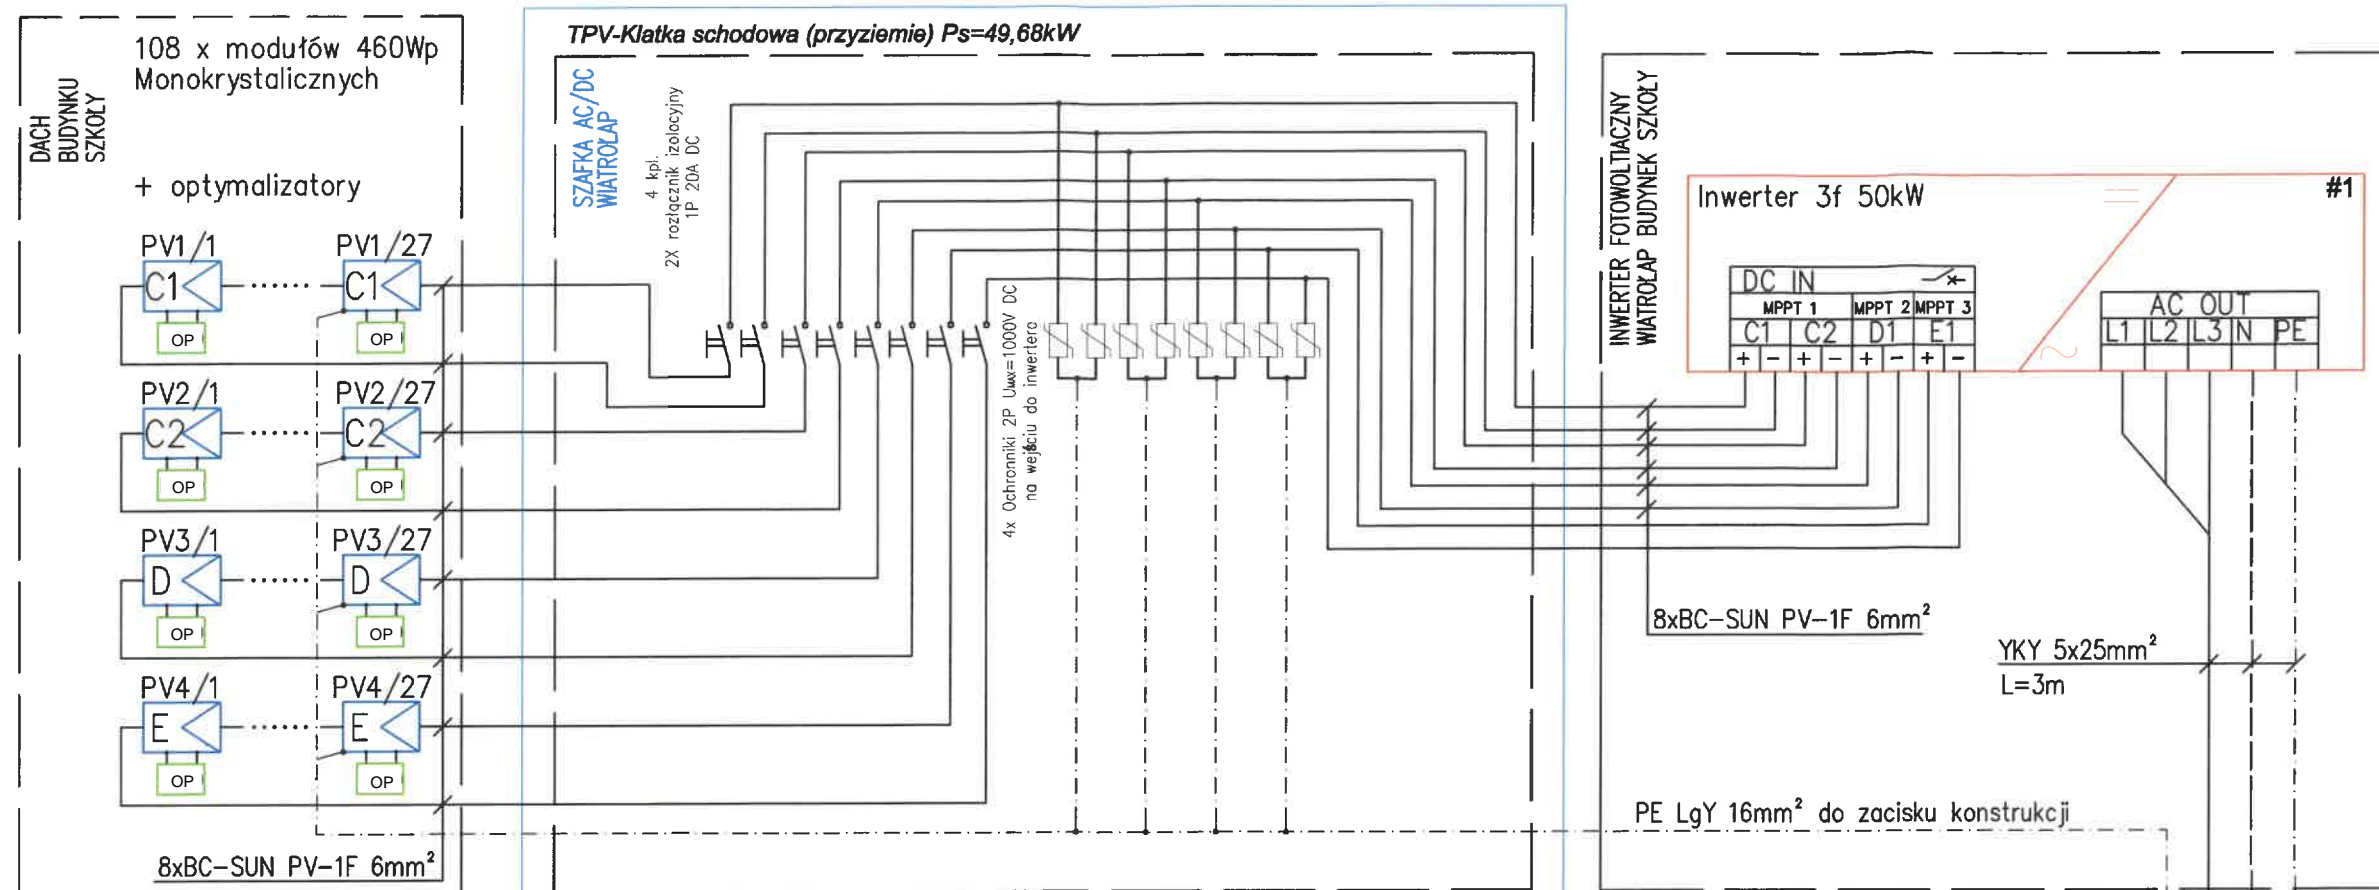 108 x modułów 460Wp
Monokrystalicznych
DACH
BUDYNKU
SZKOŁY
+ optymalizatory
PV1/1
PV1/27
C1
C1
OP
OP
PV2/1
PV2/27
C2
C2
OP
OP
PV3/1
PV3/27
D
D
OP
OP
PV4/1
PV4/27
E
E
OP
OP
8xBC-SUN PV-1F 6mm²
TPV-Klatka schodowa (przyziemie) Ps=49,68kW
SZAFKA AC/DC
WIATROŁAP
4 kpl.
2X rozłącznik izolacyjny
1P 20A DC
4x Ochronniki 2P UMAX=1000V DC
na wejściu do inwertera
INWERTER FOTOWOLTIACZNY
WIATROŁAP BUDYNEK SZKOŁY
Inwerter 3f 50kW
#1
DC IN
MPPT 1 MPPT 2 MPPT 3
C1 C2 D1 E1
+ - + - + - + -
AC OUT
L1 L2 L3 N PE
8xBC-SUN PV-1F 6mm²
YKY 5x25mm²
L=3m
PE LgY 16mm² do zacisku konstrukcji